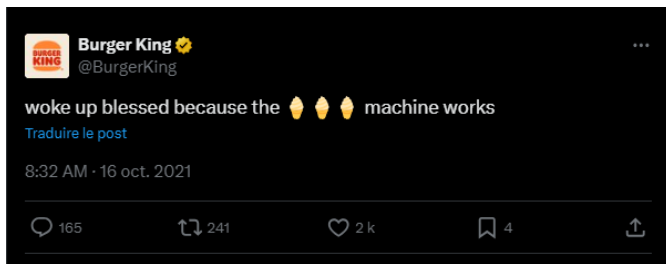 BURGER
KING
Burger King
@BurgerKing
woke up blessed because the 🍦🍦🍦 machine works
Traduire le post
8:32 AM · 16 oct. 2021
165
241
2 k
4